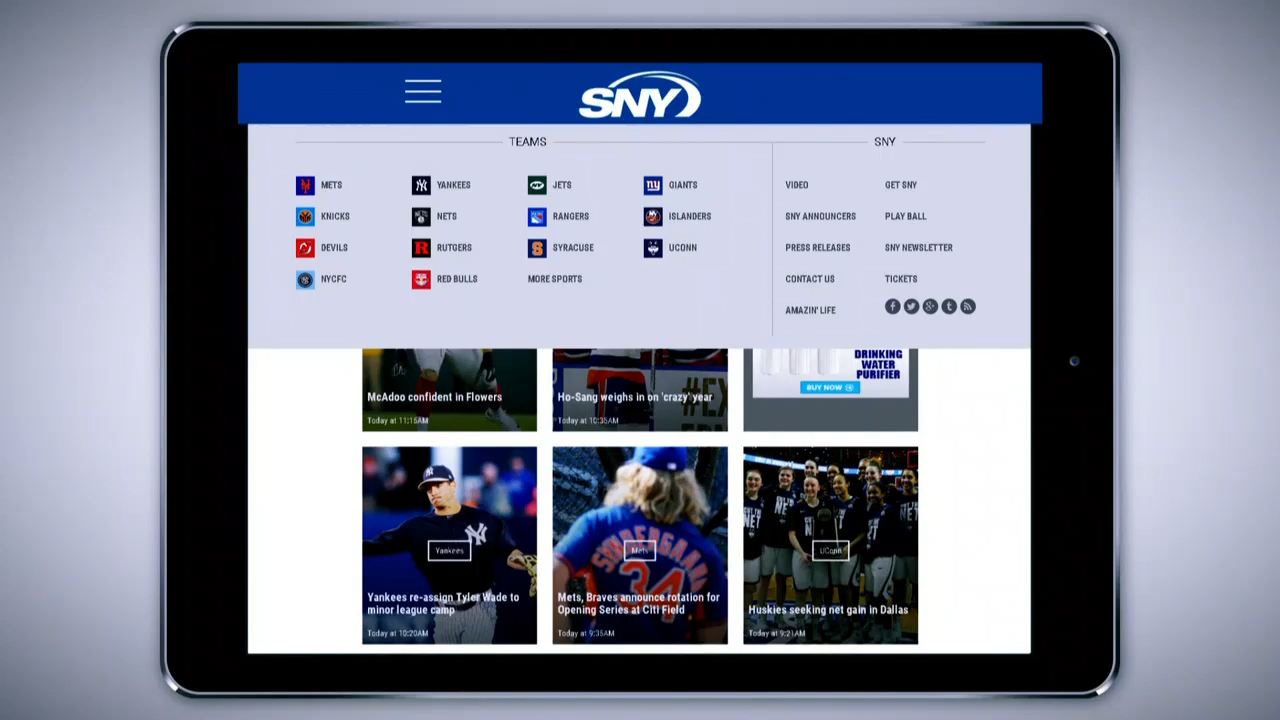 SNY
TEAMS
SNY
METS
YANKEES
JETS
GIANTS
VIDEO
GET SNY
KNICKS
NETS
RANGERS
ISLANDERS
SNY ANNOUNCERS
PLAY BALL
DEVILS
RUTGERS
SYRACUSE
UCONN
PRESS RELEASES
SNY NEWSLETTER
NYCFC
RED BULLS
MORE SPORTS
CONTACT US
TICKETS
AMAZIN' LIFE
McAdoo confident in Flowers
Today at 11:15AM
#EX
Ho-Sang weighs in on 'crazy' year
Today at 10:35AM
DRINKING
WATER
PURIFIER
BUY NOW
Yankees
Yankees re-assign Tyler Wade to
minor league camp
Today at 10:20AM
SYNDERGAARD
34
Mets
Mets, Braves announce rotation for
Opening Series at Citi Field
Today at 9:35AM
UConn
Huskies seeking net gain in Dallas
Today at 9:21AM